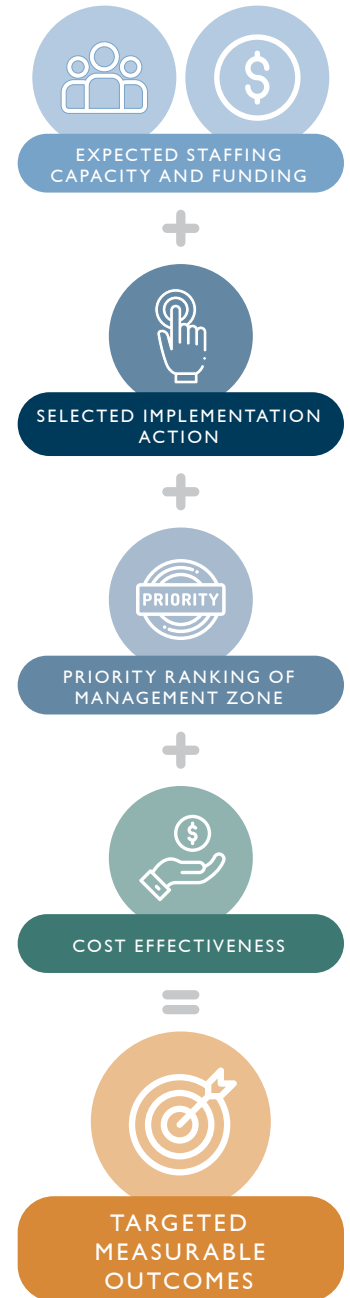 $
EXPECTED STAFFING
CAPACITY AND FUNDING
+
SELECTED IMPLEMENTATION
ACTION
+
PRIORITY
PRIORITY RANKING OF
MANAGEMENT ZONE
+
$
COST EFFECTIVENESS
=
TARGETED
MEASURABLE
OUTCOMES